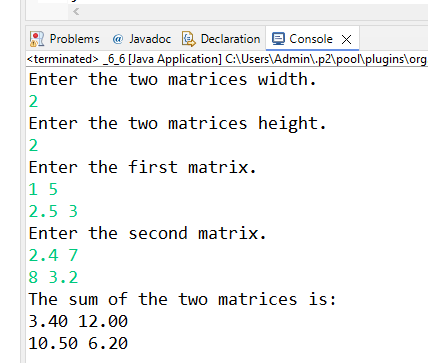 Problems @ Javadoc Declaration Console
<terminated> _6_6 [Java Application] C:\Users\Admin\.p2\pool\plugins\org
Enter the two matrices width.
2
Enter the two matrices height.
2
Enter the first matrix.
1 5
2.5 3
Enter the second matrix.
2.4 7
8 3.2
The sum of the two matrices is:
3.40 12.00
10.50 6.20